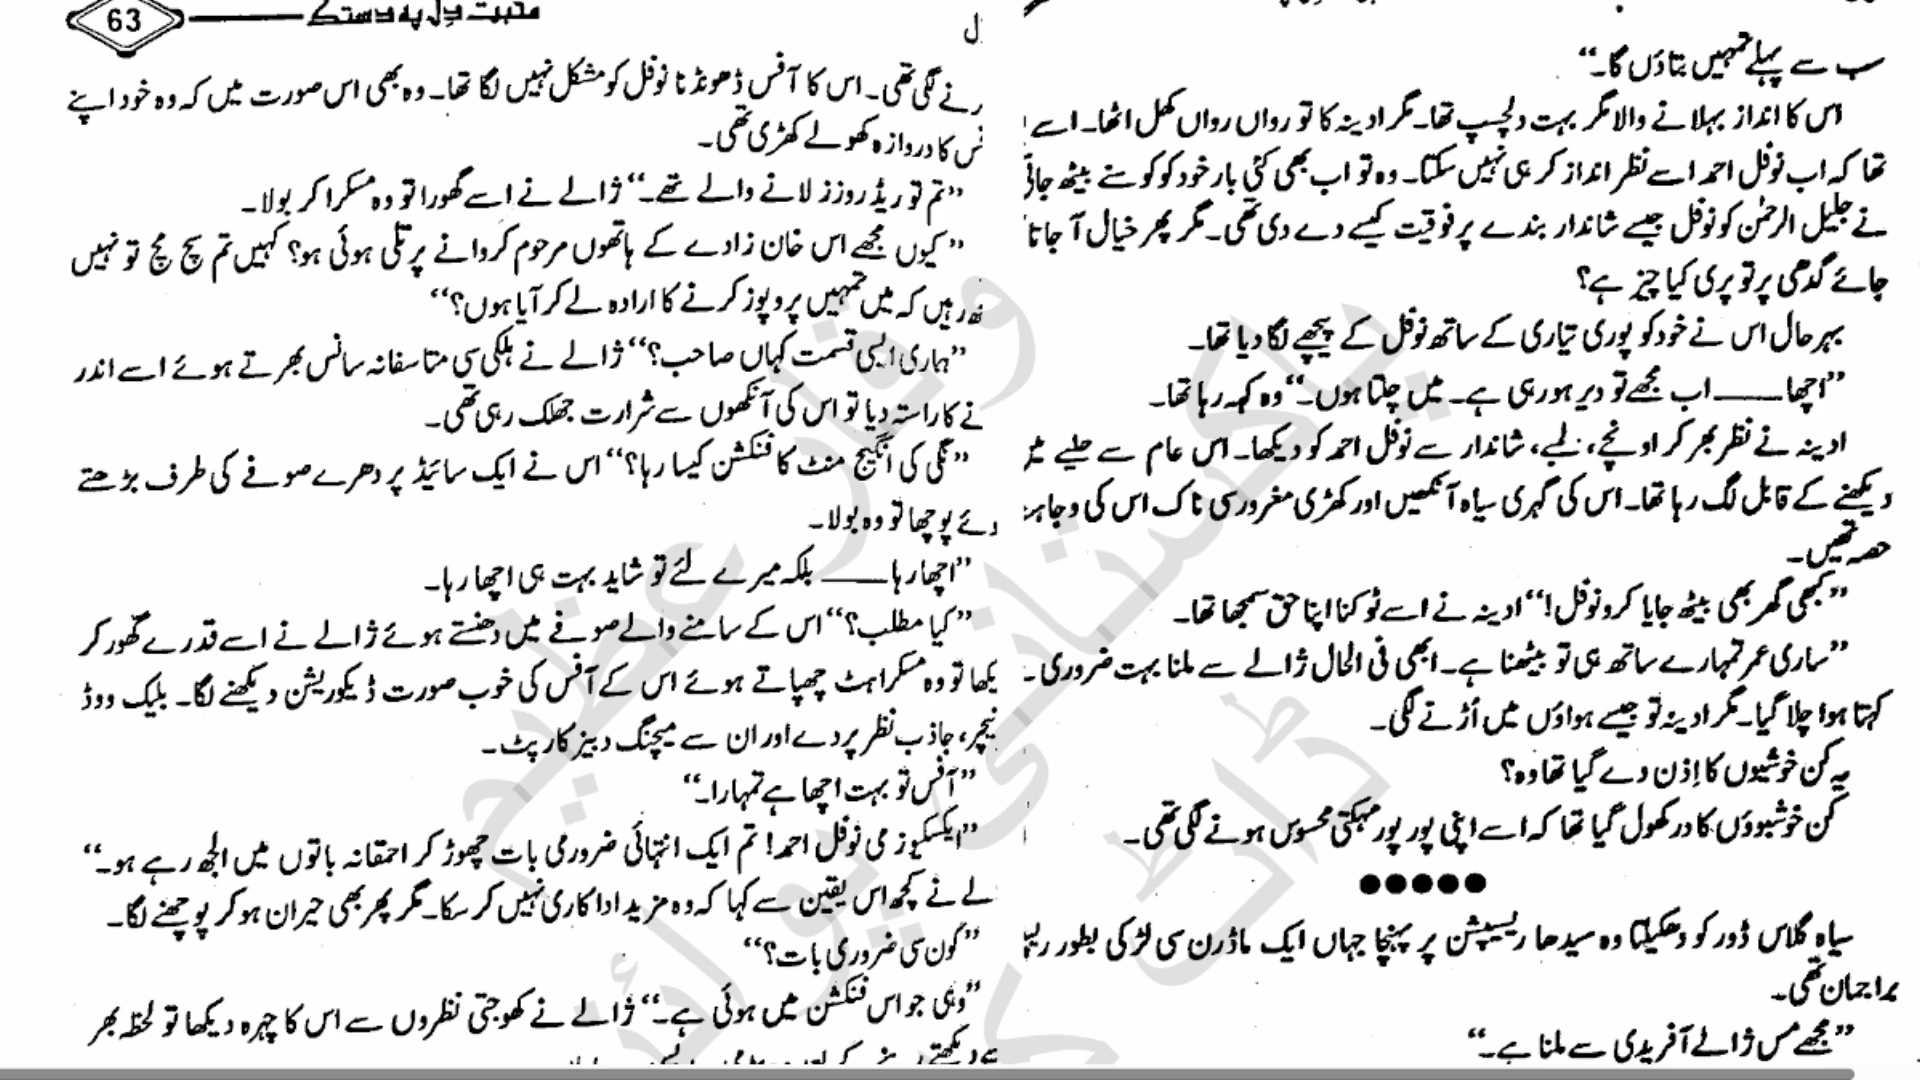 سب سے پہلے تمہیں بتاؤں گا۔“
اس کا انداز بہلانے والا مگر بہت دلچسپ تھا۔ مگر ادینہ کا تو رواں رواں کھل اٹھا۔ اسے
تھا کہ اب نوفل احمد اسے نظر انداز کر ہی نہیں سکتا۔ وہ تو اب بھی کئی بار خود کو کوسنے بیٹھ جاتی
نے جلیل الرحمٰن کو نوفل جیسے شاندار بندے پر فوقیت کیسے دے دی تھی۔ مگر پھر خیال آ جاتا
جائے گدھی پر تو پری کیا چیز ہے؟
بہرحال اس نے خود کو پوری تیاری کے ساتھ نوفل کے پیچھے لگا دیا تھا۔
”اچھا ــــــ اب مجھے تو دیر ہو رہی ہے۔ میں چلتا ہوں۔“ وہ کہہ رہا تھا۔
ادینہ نے نظر بھر کر اونچے، لمبے، شاندار سے نوفل احمد کو دیکھا۔ اس عام سے حلیے میں
دیکھنے کے قابل لگ رہا تھا۔ اس کی گہری سیاہ آنکھیں اور کھڑی مغرور سی ناک اس کی وجاہت
حصہ تھیں۔
”کبھی گھر بھی بیٹھ جایا کرو نوفل!“ ادینہ نے اسے ٹوکنا اپنا حق سمجھا تھا۔
”ساری عمر تمہارے ساتھ ہی تو بیٹھنا ہے۔ ابھی فی الحال ژالے سے ملنا بہت ضروری۔
کہتا ہوا چلا گیا۔ مگر ادینہ تو جیسے ہواؤں میں اُڑنے لگی۔
یہ کن خوشیوں کا اِذن دے گیا تھا وہ؟
کن خوشبوؤں کا در کھول گیا تھا کہ اسے اپنی پور پور مہکتی محسوس ہونے لگی تھی۔
●●●●●
سیاہ گلاس ڈور کو دھکیلتا وہ سیدھا ریسپشن پر پہنچا جہاں ایک ماڈرن سی لڑکی بطور
براجمان تھی۔
”مجھے مس ژالے آفریدی سے ملنا ہے۔“
محبت دل پہ دستک 63
رنے لگی تھی۔ اس کا آفس ڈھونڈنا نوفل کو مشکل نہیں لگا تھا۔ وہ بھی اس صورت میں کہ وہ خود اپنے
فس کا دروازہ کھولے کھڑی تھی۔
”تم تو ریڈ روزز لانے والے تھے۔“ ژالے نے اسے گھورا تو وہ مسکرا کر بولا۔
”کیوں مجھے اس خان زادے کے ہاتھوں مرحوم کروانے پر تلی ہوئی ہو؟ کہیں تم سچ مچ تو نہیں
رہیں کہ میں تمہیں پروپوز کرنے کا ارادہ لے کر آیا ہوں؟“
”ہماری ایسی قسمت کہاں صاحب؟“ ژالے نے ہلکی سی متاسفانہ سانس بھرتے ہوئے اسے اندر
نے کا راستہ دیا تو اس کی آنکھوں سے شرارت جھلک رہی تھی۔
”نگی کی انگیج منٹ کا فنکشن کیسا رہا؟“ اس نے ایک سائیڈ پر دھرے صوفے کی طرف بڑھتے
ئے پوچھا تو وہ بولا۔
”اچھا رہا ــــــ بلکہ میرے لئے تو شاید بہت ہی اچھا رہا۔
”کیا مطلب؟“ اس کے سامنے والے صوفے میں دھنستے ہوئے ژالے نے اسے قدرے گھور کر
یکھا تو وہ مسکراہٹ چھپاتے ہوئے اس کے آفس کی خوب صورت ڈیکوریشن دیکھنے لگا۔ بلیک ووڈ
نیچر، جاذب نظر پردے اور ان سے میچنگ دبیز کارپٹ۔
”آفس تو بہت اچھا ہے تمہارا۔“
”ایکسکیوزمی نوفل احمد! تم ایک انتہائی ضروری بات چھوڑ کر احمقانہ باتوں میں الجھ رہے ہو۔“
لے نے کچھ اس یقین سے کہا کہ وہ مزید اداکاری نہیں کر سکا۔ مگر پھر بھی حیران ہو کر پوچھنے لگا۔
”کون سی ضروری بات؟“
”وہی جو اس فنکشن میں ہوئی ہے۔“ ژالے نے کھوجتی نظروں سے اس کا چہرہ دیکھا تو لحظہ بھر